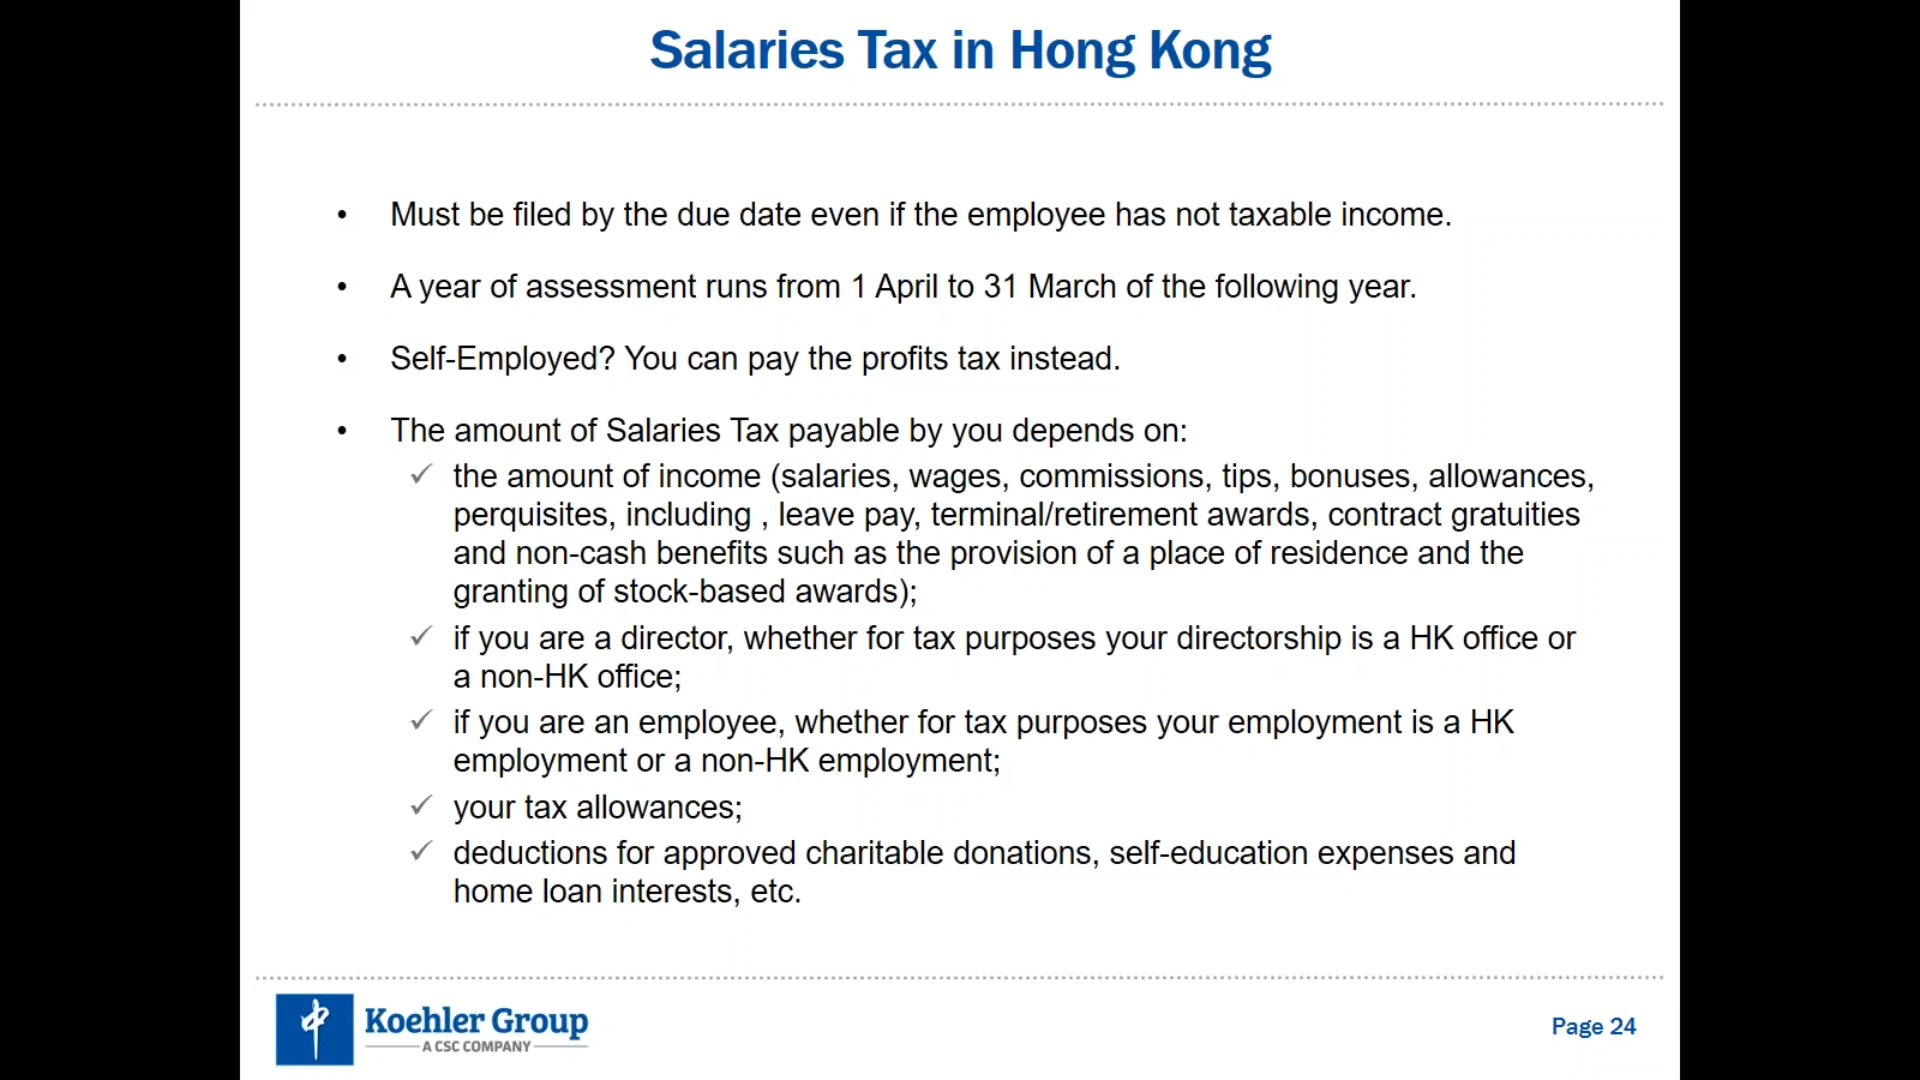 Salaries Tax in Hong Kong
• Must be filed by the due date even if the employee has not taxable income.
• A year of assessment runs from 1 April to 31 March of the following year.
• Self-Employed? You can pay the profits tax instead.
• The amount of Salaries Tax payable by you depends on:
✓ the amount of income (salaries, wages, commissions, tips, bonuses, allowances,
perquisites, including , leave pay, terminal/retirement awards, contract gratuities
and non-cash benefits such as the provision of a place of residence and the
granting of stock-based awards);
✓ if you are a director, whether for tax purposes your directorship is a HK office or
a non-HK office;
✓ if you are an employee, whether for tax purposes your employment is a HK
employment or a non-HK employment;
✓ your tax allowances;
✓ deductions for approved charitable donations, self-education expenses and
home loan interests, etc.
Koehler Group
A CSC COMPANY
Page 24